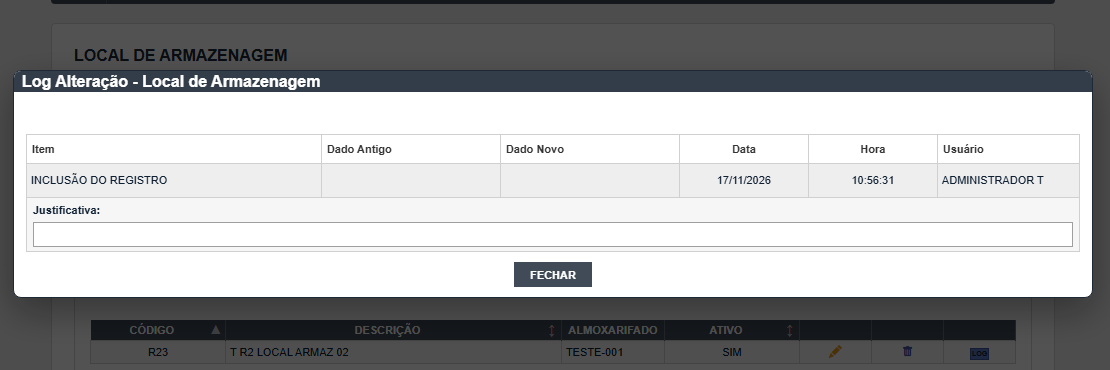 LOCAL DE ARMAZENAGEM
Log Alteração - Local de Armazenagem
Item Dado Antigo Dado Novo Data Hora Usuário
INCLUSÃO DO REGISTRO 17/11/2026 10:56:31 ADMINISTRADOR T
Justificativa:
FECHAR
CÓDIGO DESCRIÇÃO ALMOXARIFADO ATIVO
R23 T R2 LOCAL ARMAZ 02 TESTE-001 SIM LOG